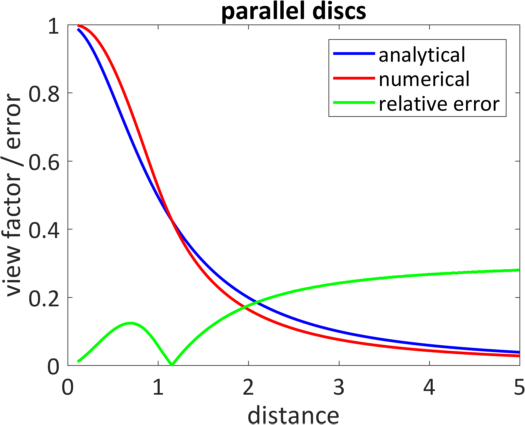 parallel discs
analytical
numerical
relative error
view factor / error
1
0.8
0.6
0.4
0.2
0
0 1 2 3 4 5
distance